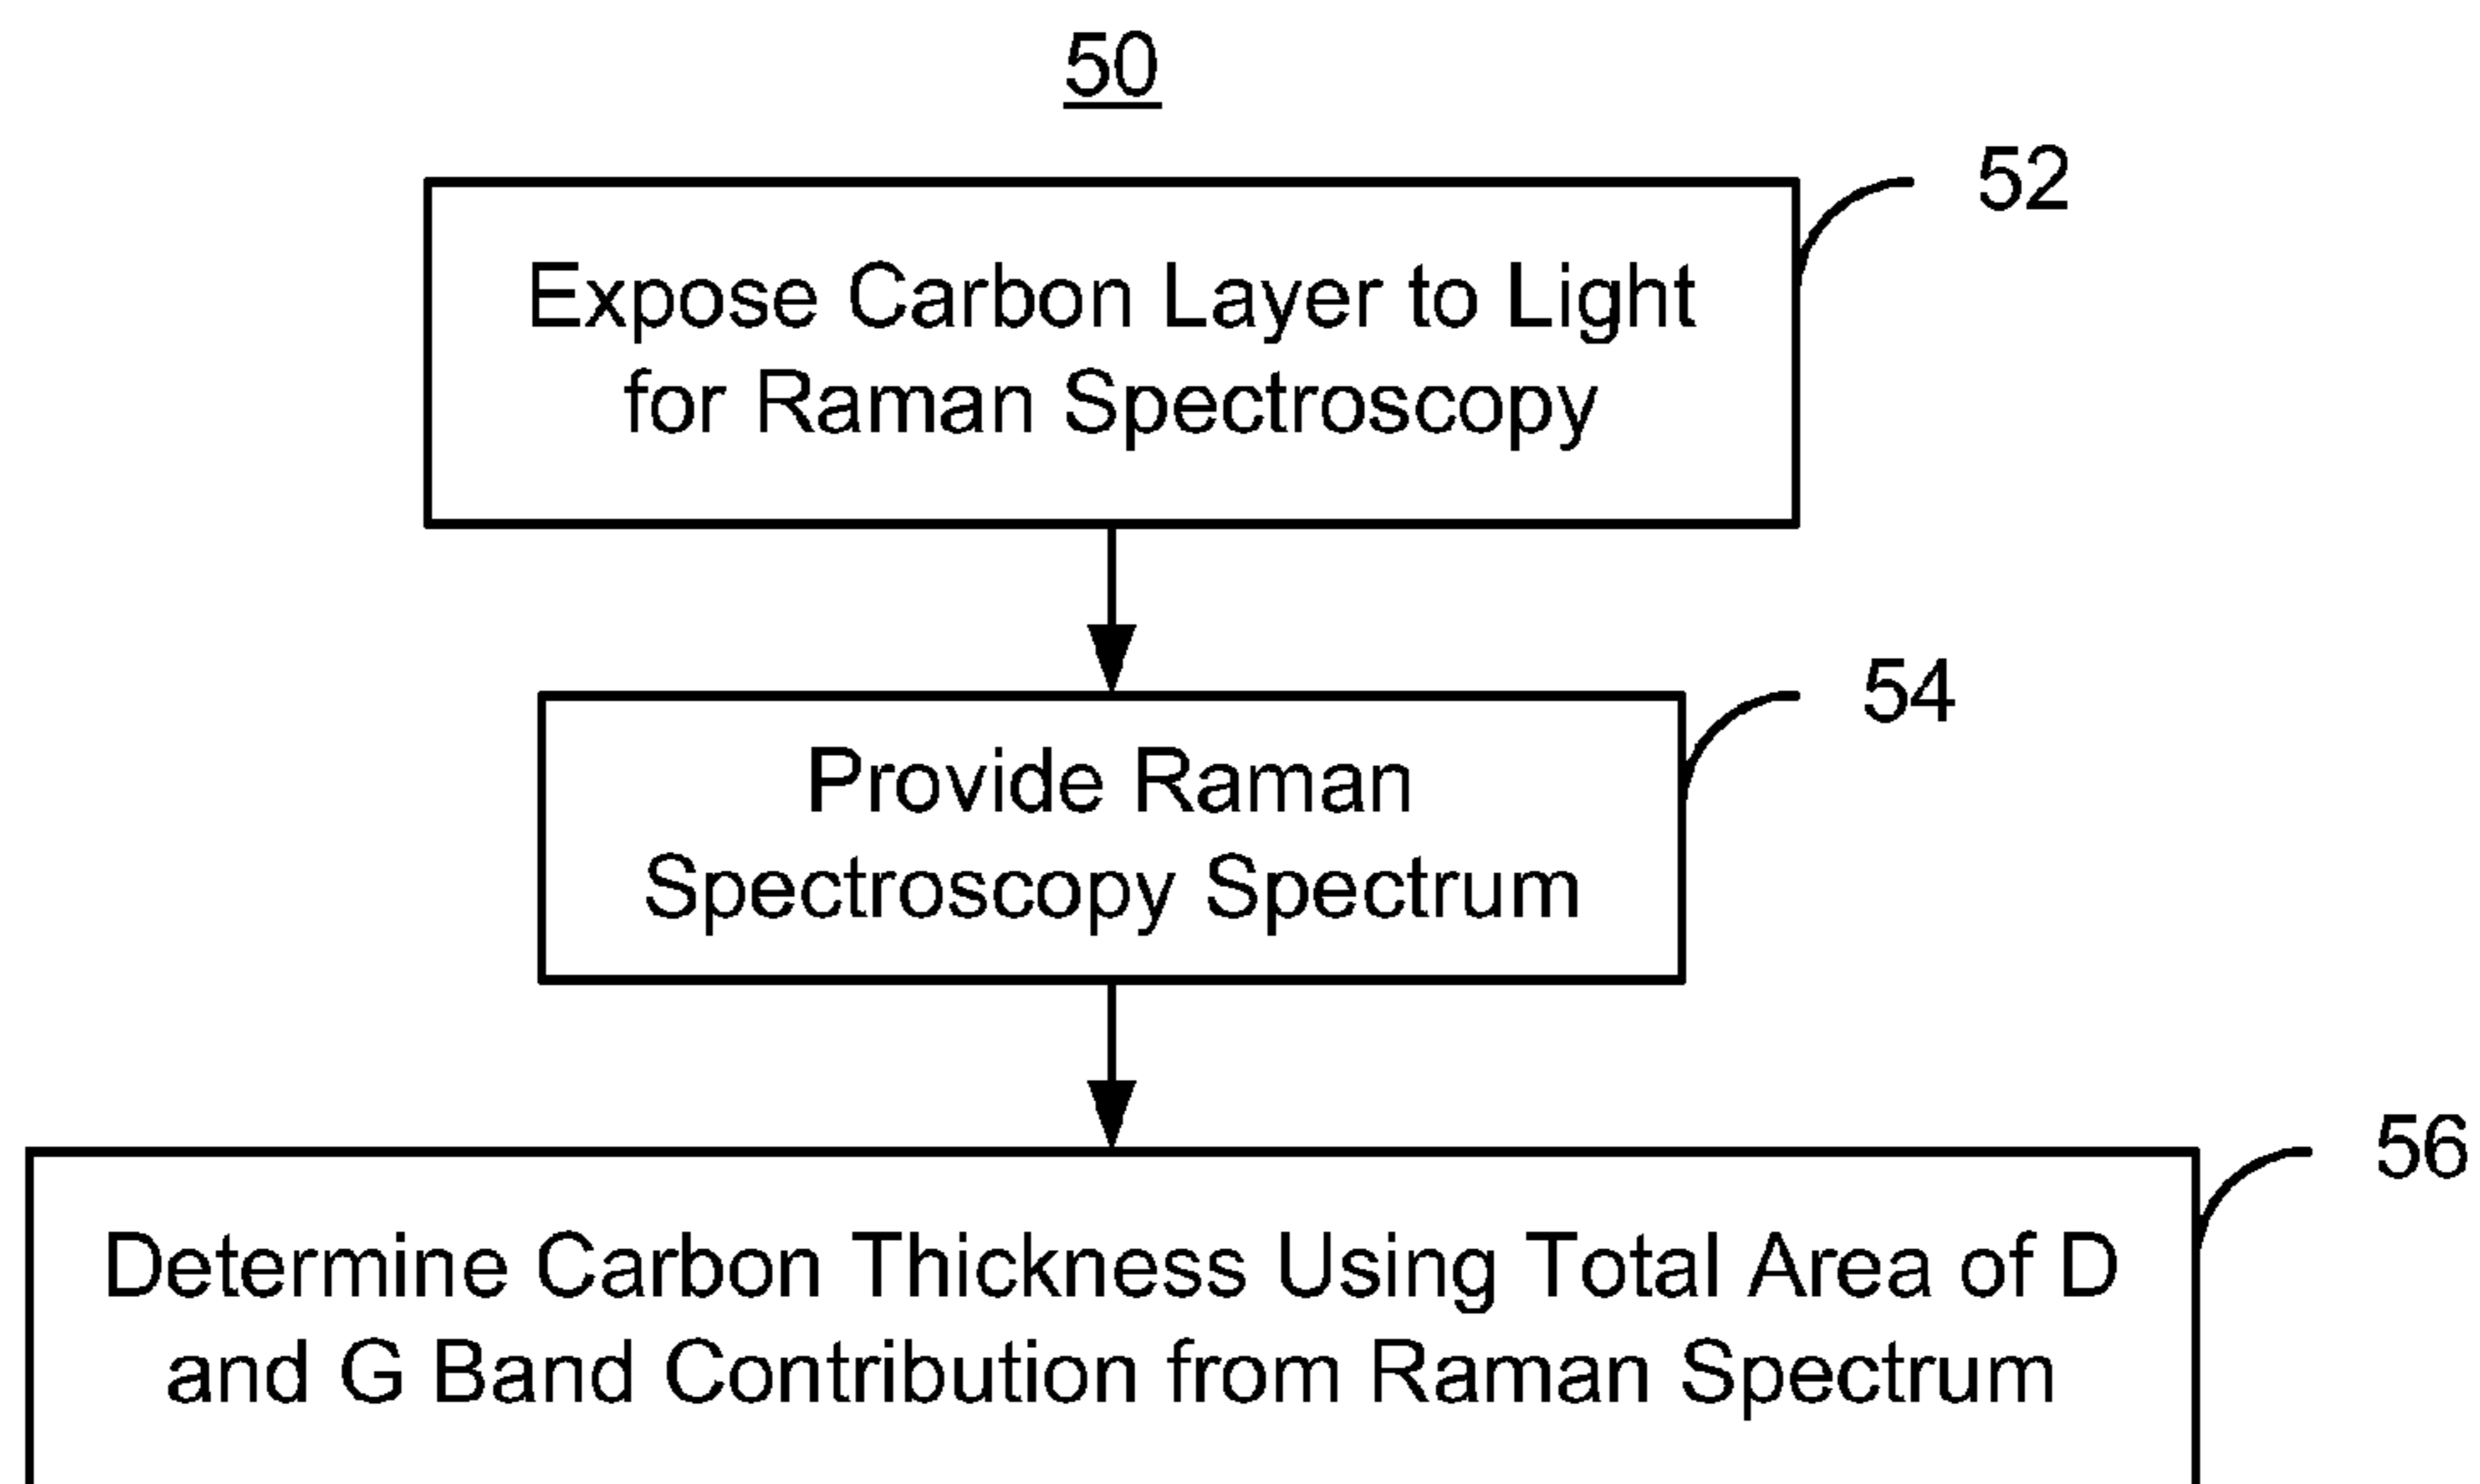 50
52
Expose Carbon Layer to Light
for Raman Spectroscopy
54
Provide Raman
Spectroscopy Spectrum
56
Determine Carbon Thickness Using Total Area of D
and G Band Contribution from Raman Spectrum